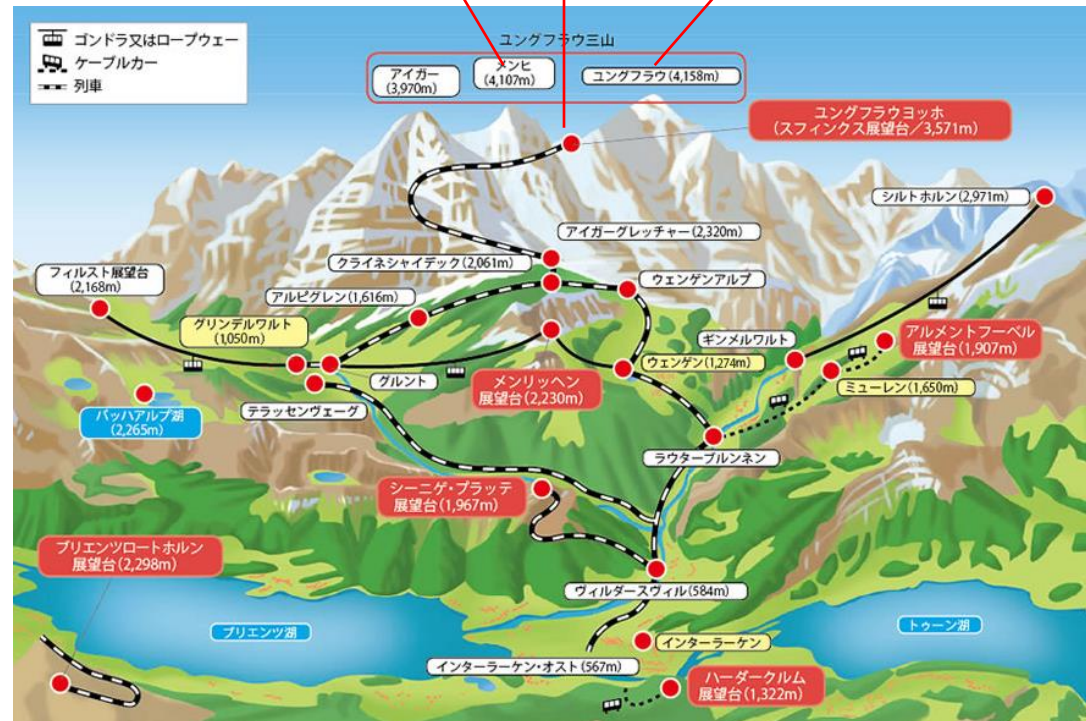 ゴンドラ又はロープウェー
ケーブルカー
列車
ユングフラウ三山
アイガー
(3,970m)
メンヒ
(4,107m)
ユングフラウ(4,158m)
ユングフラウヨッホ
(スフィンクス展望台/3,571m)
シルトホルン(2,971m)
アイガーグレッチャー(2,320m)
クライネシャイデック(2,061m)
フィルスト展望台
(2,168m)
アルピグレン(1,616m)
ウェンゲンアルプ
グリンデルワルト
(1,050m)
ギンメルワルト
アルメントフーベル
展望台(1,907m)
グルント
メンリッヘン
展望台(2,230m)
ウェンゲン(1,274m)
ミューレン(1,650m)
テラッセンヴェーグ
バッハアルプ湖
(2,265m)
ラウターブルンネン
シーニゲ・プラッテ
展望台(1,967m)
ブリエンツロートホルン
展望台(2,298m)
ヴィルダースヴィル(584m)
ブリエンツ湖
トゥーン湖
インターラーケン
インターラーケン・オスト(567m)
ハーダークルム
展望台(1,322m)